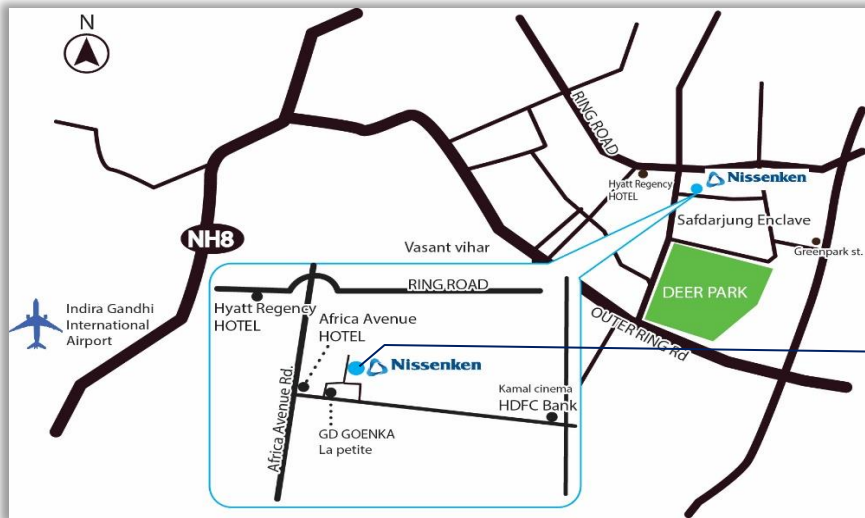 N
RING ROAD
Hyatt Regency
HOTEL
Nissenken
Safdarjung Enclave
Greenpark st.
NH8
Vasant vihar
DEER PARK
OUTER RING Rd
Indira Gandhi
International
Airport
RING ROAD
Hyatt Regency
HOTEL
Africa Avenue
HOTEL
Nissenken
Kamal cinema
HDFC Bank
Africa Avenue Rd.
GD GOENKA
La petite